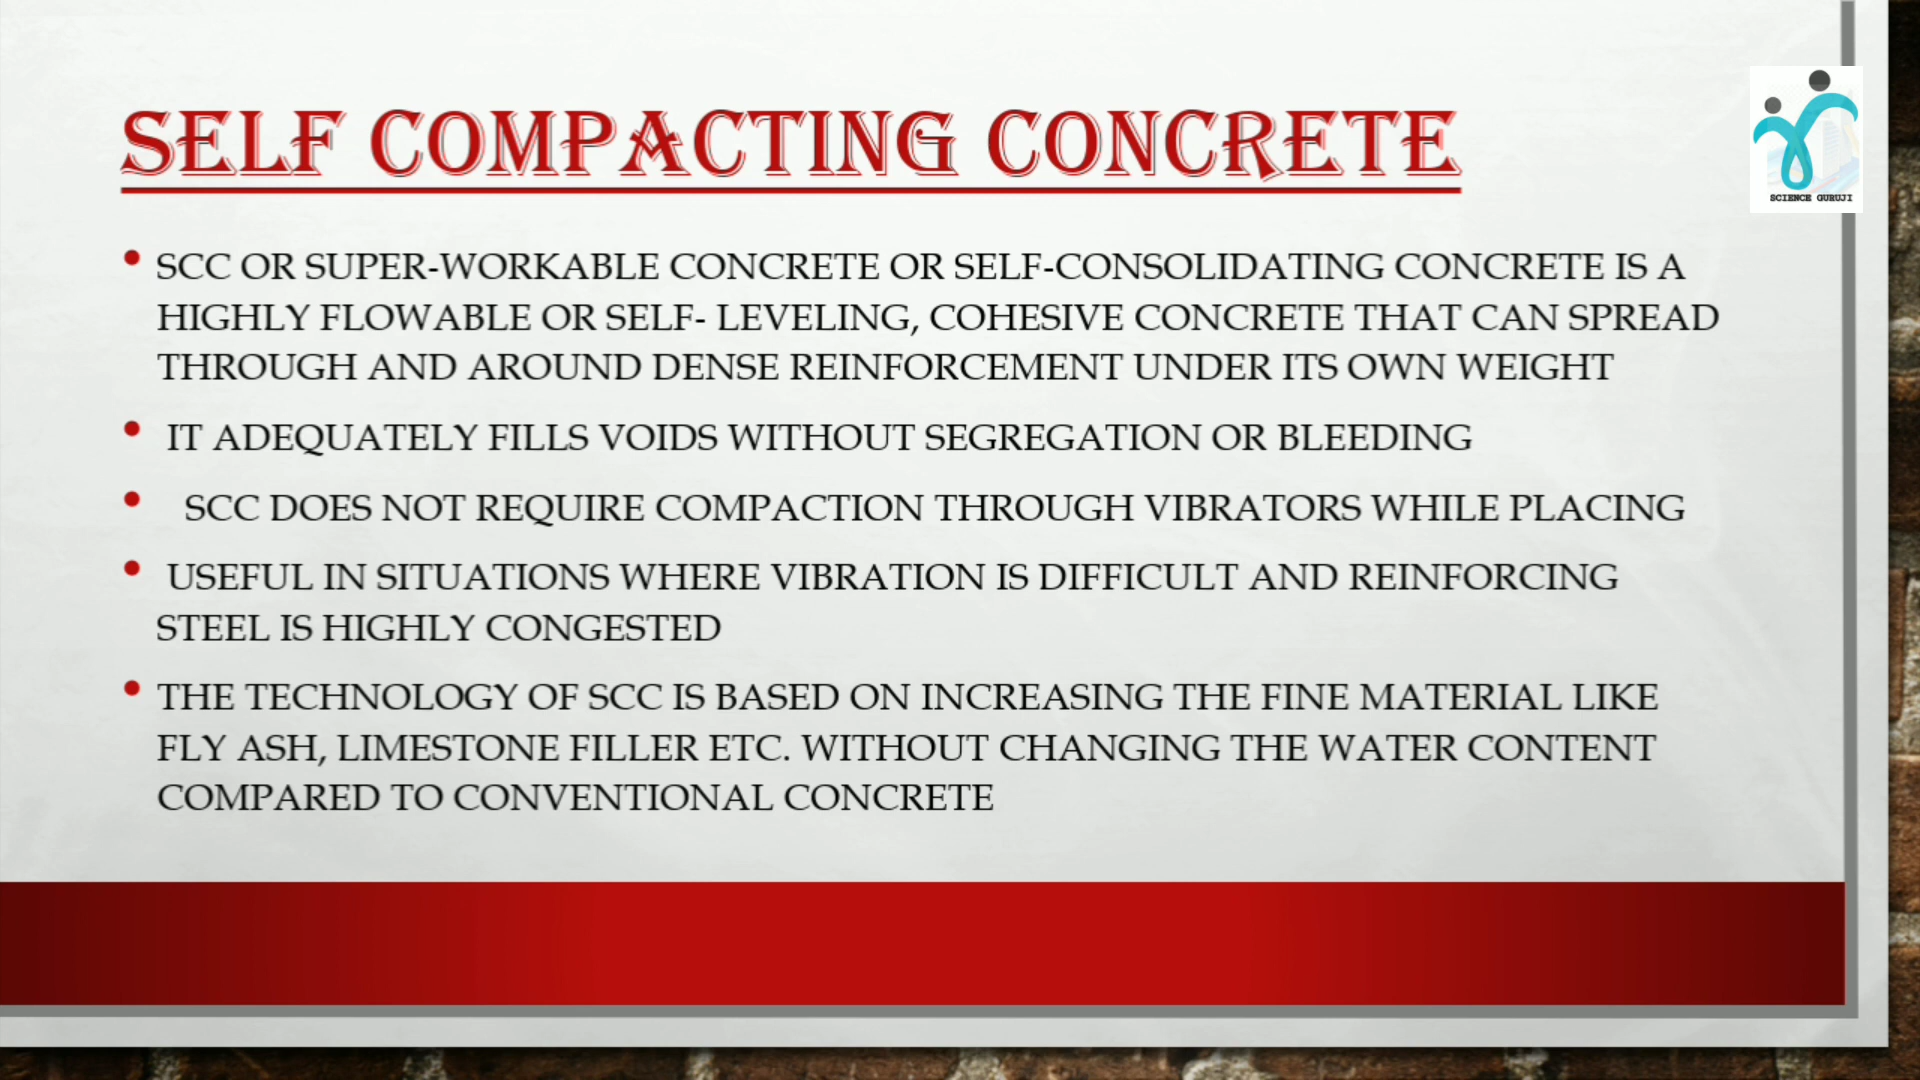 SELF COMPACTING CONCRETE
SCIENCE GURUJI
• SCC OR SUPER-WORKABLE CONCRETE OR SELF-CONSOLIDATING CONCRETE IS A
HIGHLY FLOWABLE OR SELF- LEVELING, COHESIVE CONCRETE THAT CAN SPREAD
THROUGH AND AROUND DENSE REINFORCEMENT UNDER ITS OWN WEIGHT
• IT ADEQUATELY FILLS VOIDS WITHOUT SEGREGATION OR BLEEDING
• SCC DOES NOT REQUIRE COMPACTION THROUGH VIBRATORS WHILE PLACING
• USEFUL IN SITUATIONS WHERE VIBRATION IS DIFFICULT AND REINFORCING
STEEL IS HIGHLY CONGESTED
• THE TECHNOLOGY OF SCC IS BASED ON INCREASING THE FINE MATERIAL LIKE
FLY ASH, LIMESTONE FILLER ETC. WITHOUT CHANGING THE WATER CONTENT
COMPARED TO CONVENTIONAL CONCRETE